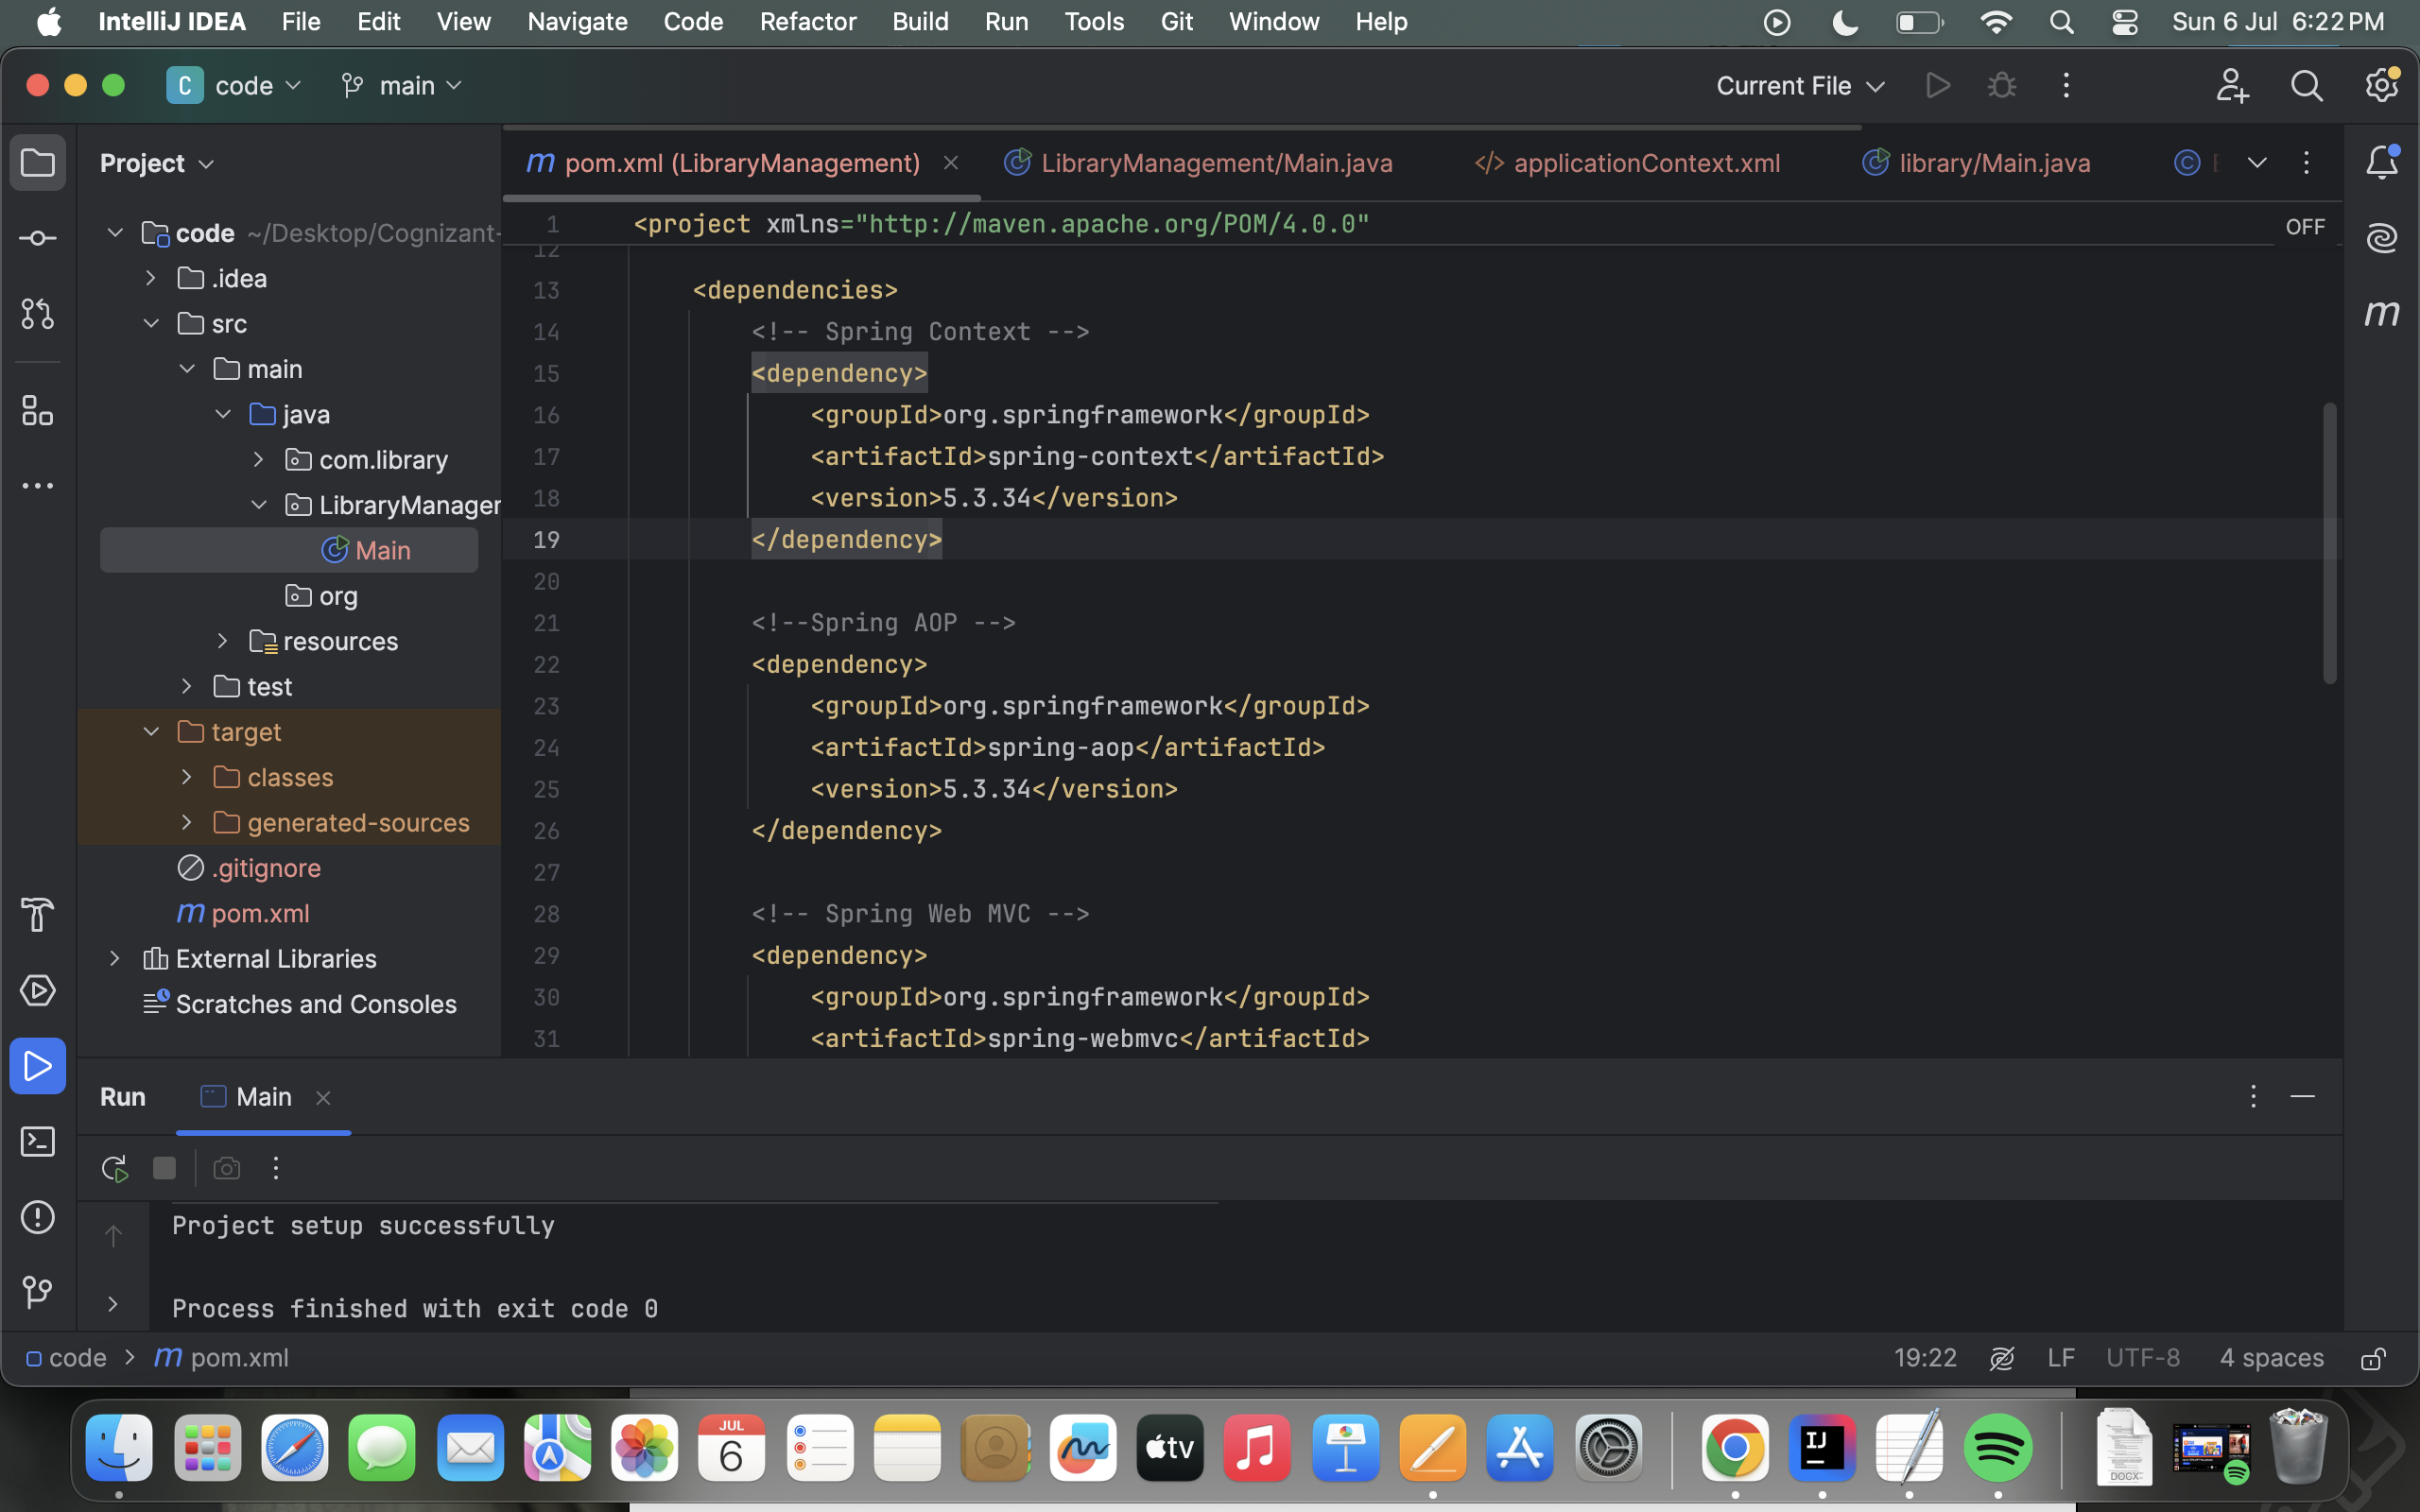 IntelliJ IDEA File Edit View Navigate Code Refactor Build Run Tools Git Window Help Sun 6 Jul 6:22 PM
C code main Current File
Project
pom.xml (LibraryManagement) LibraryManagement/Main.java </> applicationContext.xml library/Main.java
code ~/Desktop/Cognizant-
.idea
src
main
java
com.library
LibraryManager
Main
org
resources
test
target
classes
generated-sources
.gitignore
m pom.xml
External Libraries
Scratches and Consoles
1 <project xmlns="http://maven.apache.org/POM/4.0.0" OFF
12
13 <dependencies>
14 <!-- Spring Context -->
15 <dependency>
16 <groupId>org.springframework</groupId>
17 <artifactId>spring-context</artifactId>
18 <version>5.3.34</version>
19 </dependency>
20
21 <!--Spring AOP -->
22 <dependency>
23 <groupId>org.springframework</groupId>
24 <artifactId>spring-aop</artifactId>
25 <version>5.3.34</version>
26 </dependency>
27
28 <!-- Spring Web MVC -->
29 <dependency>
30 <groupId>org.springframework</groupId>
31 <artifactId>spring-webmvc</artifactId>
Run Main
Project setup successfully
Process finished with exit code 0
code > m pom.xml 19:22 LF UTF-8 4 spaces
JUL
6
tv
IJ
DOCX